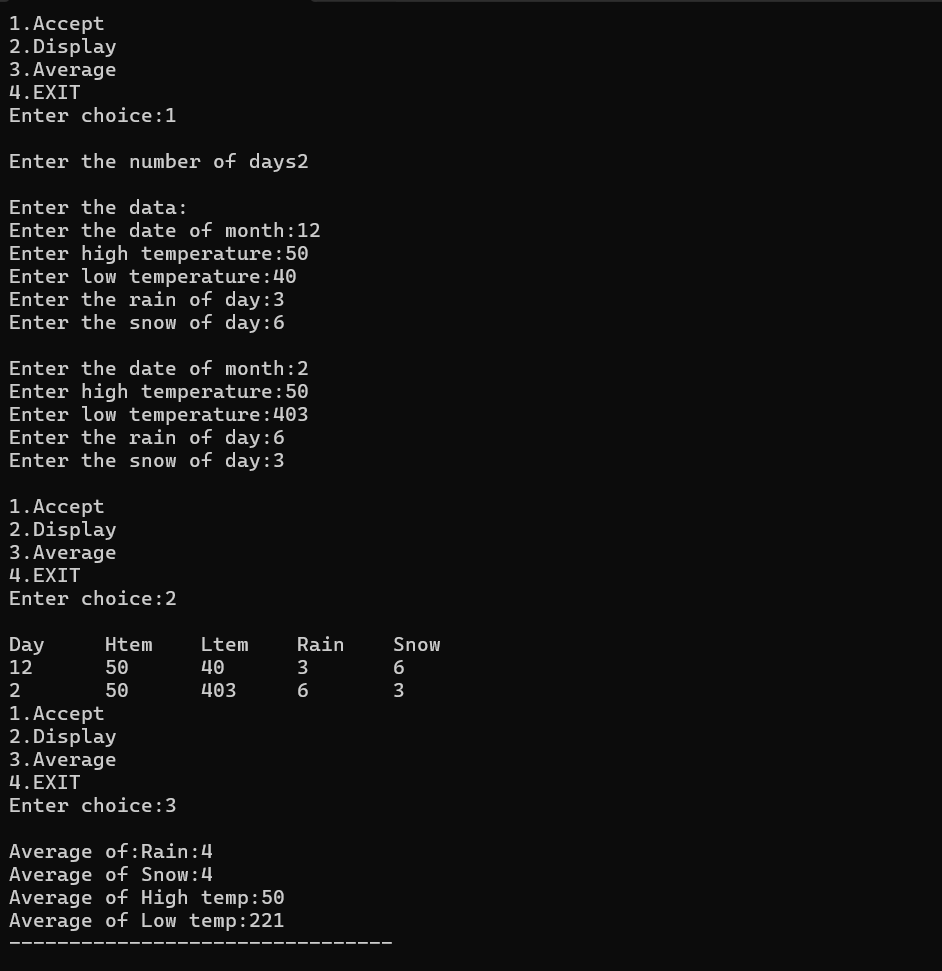 1.Accept
2.Display
3.Average
4.EXIT
Enter choice:1
Enter the number of days2
Enter the data:
Enter the date of month:12
Enter high temperature:50
Enter low temperature:40
Enter the rain of day:3
Enter the snow of day:6
Enter the date of month:2
Enter high temperature:50
Enter low temperature:403
Enter the rain of day:6
Enter the snow of day:3
1.Accept
2.Display
3.Average
4.EXIT
Enter choice:2
Day Htem Ltem Rain Snow
12 50 40 3 6
2 50 403 6 3
1.Accept
2.Display
3.Average
4.EXIT
Enter choice:3
Average of:Rain:4
Average of Snow:4
Average of High temp:50
Average of Low temp:221
--------------------------------